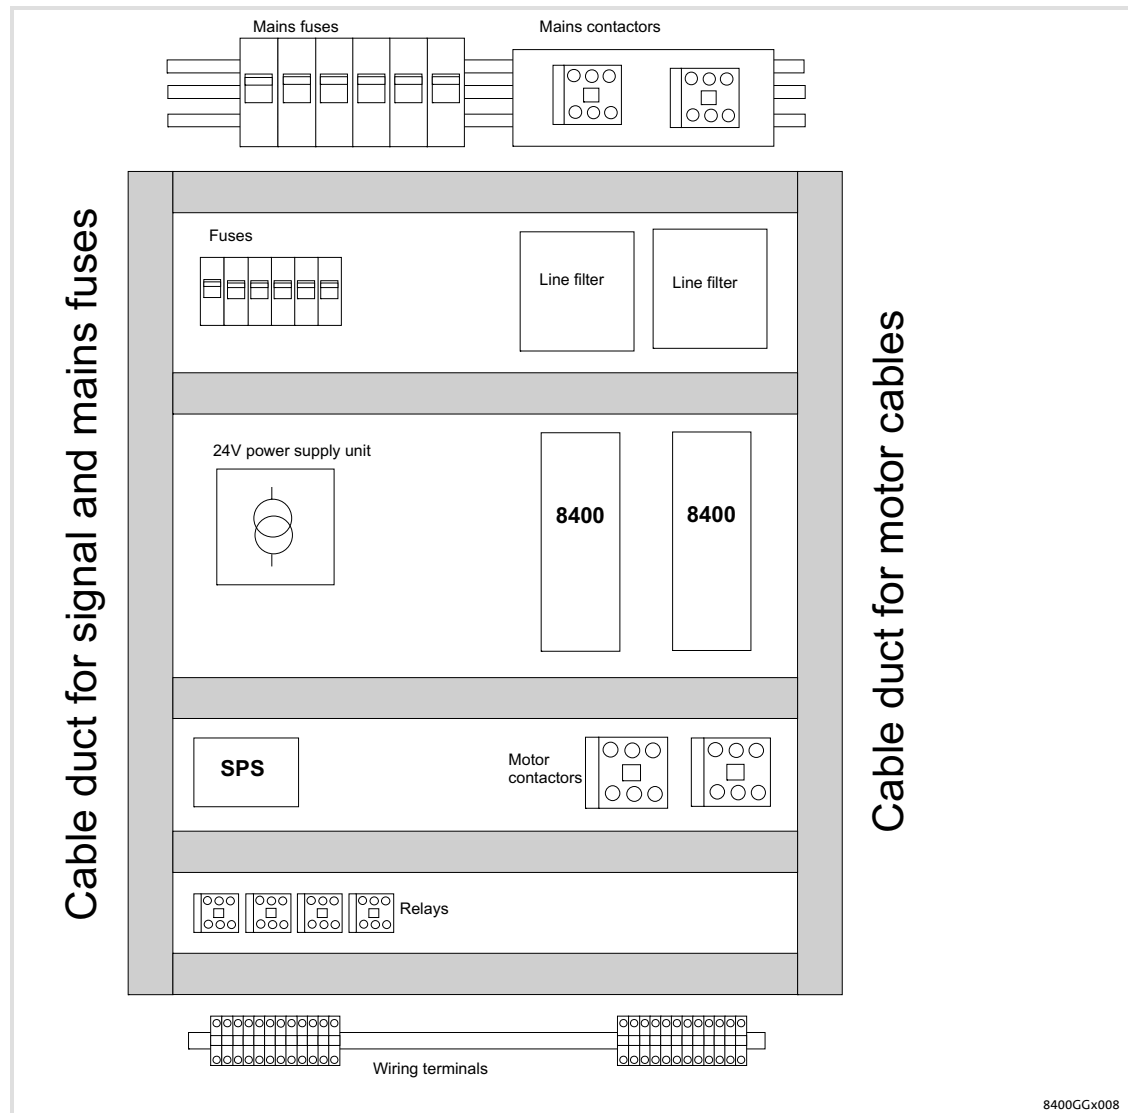 Mains fuses
Mains contactors
Cable duct for signal and mains fuses
Fuses
Line filter
Line filter
Cable duct for motor cables
24V power supply unit
8400
8400
SPS
Motor
contactors
Relays
Wiring terminals
8400GGx008